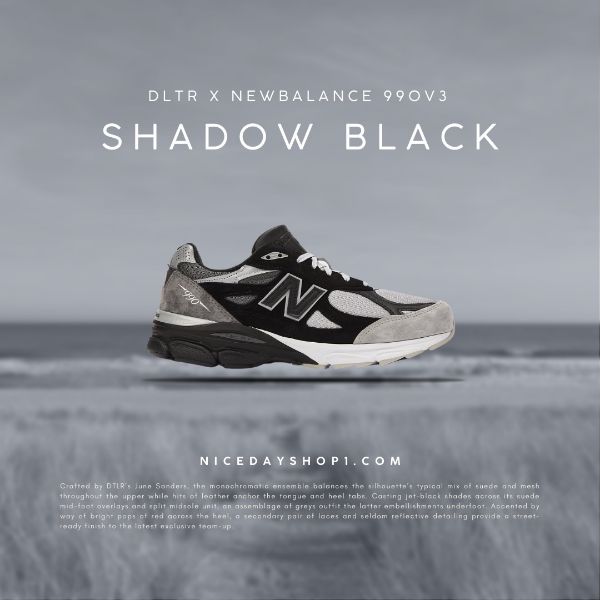 DLTR X NEWBALANCE 990V3
SHADOW BLACK
990
N
NICEDAYSHOP1.COM
Crafted by DTLR's June Sanders, the monochromatic ensemble balances the silhouette's typical mix of suede and mesh
throughout the upper while hits of leather anchor the tongue and heel tabs. Casting jet-black shades across its suede
mid-foot overlays and split midsole unit, an assemblage of greys outfit the latter embellishments underfoot. Accented by
way of bright pops of red across the heel, a secondary pair of laces and seldom reflective detailing provide a street-
ready finish to the latest exclusive team-up.